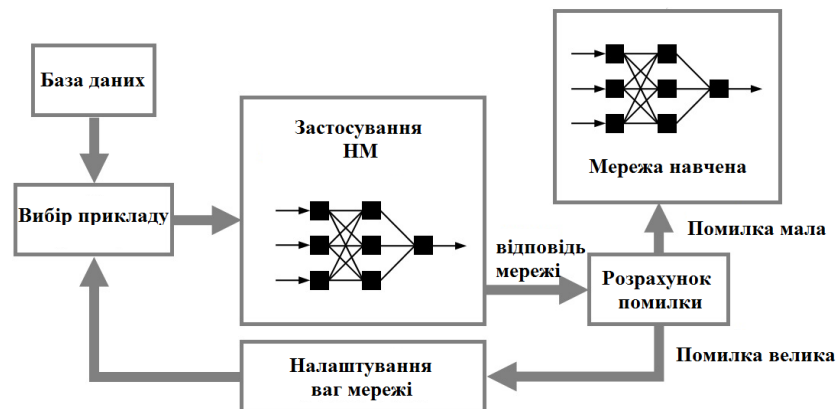 База даних
Вибір прикладу
Застосування
НМ
відповідь
мережі
Мережа навчена
Помилка мала
Розрахунок
помилки
Помилка велика
Налаштування
ваг мережі